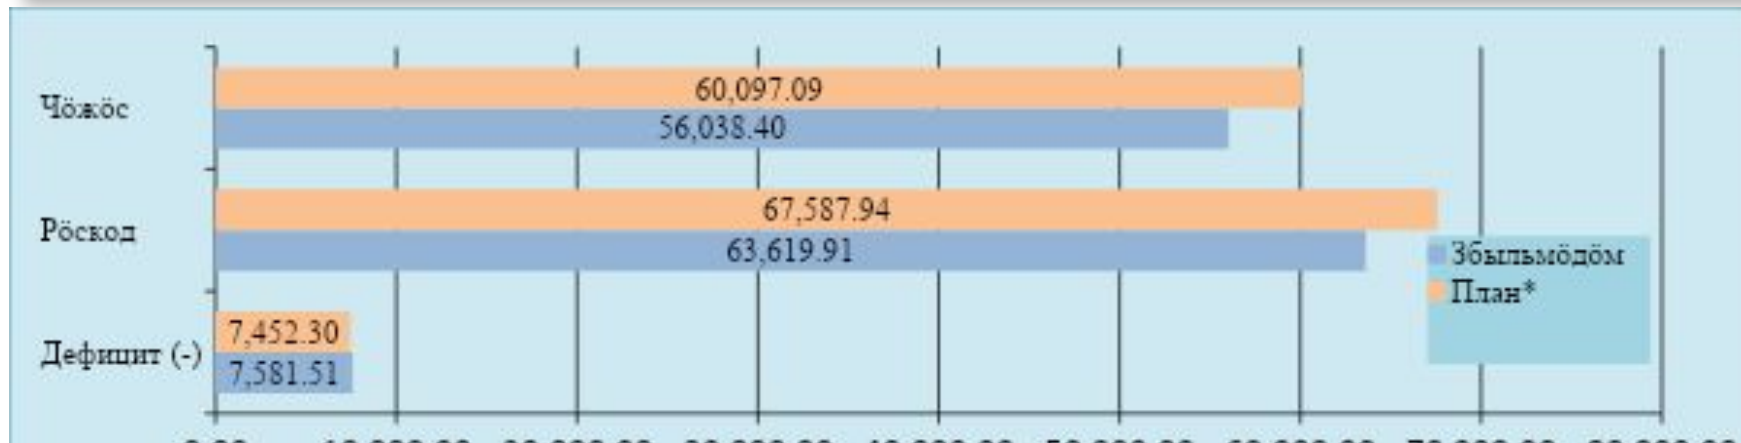 Чӧжӧс
60,097.09
56,038.40
Рӧскод
67,587.94
63,619.91
Збыльмӧдӧм
План*
Дефицит (-)
7,452.30
7,581.51